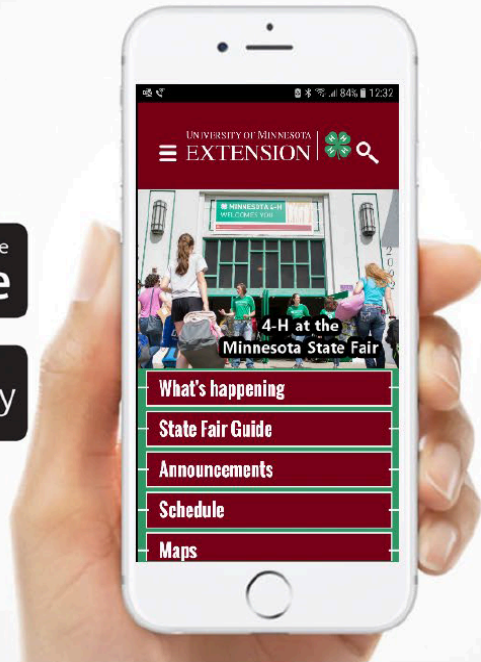 84% 12:32
UNIVERSITY OF MINNESOTA
EXTENSION
H H H H
MINNESOTA 4-H
WELCOMES YOU
2002
4-H at the
Minnesota State Fair
e
e
y
What's happening
State Fair Guide
Announcements
Schedule
Maps